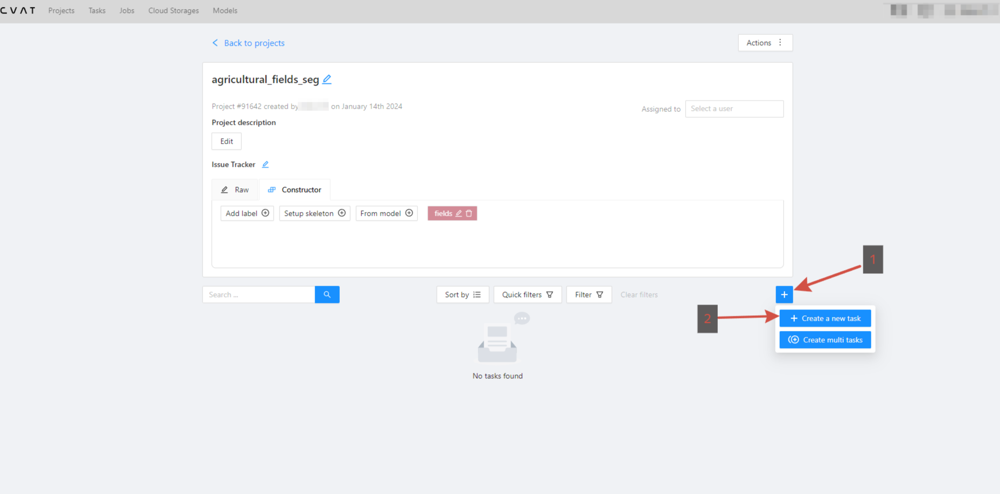 CVAT Projects Tasks Jobs Cloud Storages Models
Back to projects
Actions
agricultural_fields_seg
Project #91642 created by on January 14th 2024
Assigned to Select a user
Project description
Edit
Issue Tracker
Raw Constructor
Add label Setup skeleton From model fields
1
Search ... Sort by Quick filters Filter Clear filters +
2 + Create a new task
Create multi tasks
No tasks found